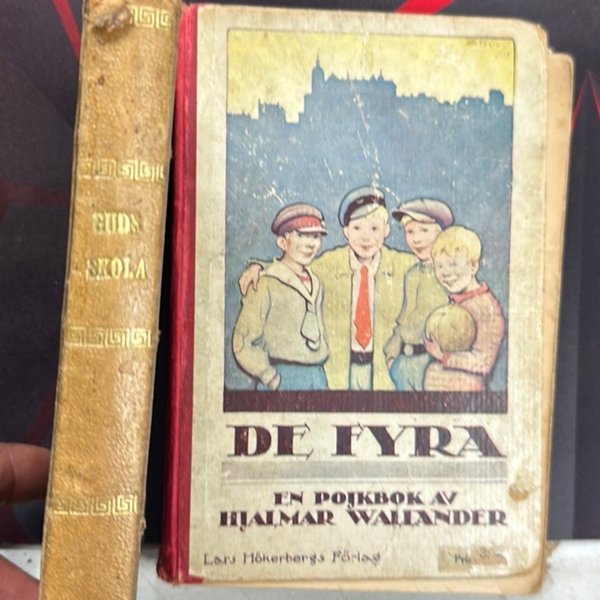 GUDS
SKOLA
DE FYRA
EN POJKBOK AV
HJALMAR WALLANDER
Lars Hökerbergs Förlag